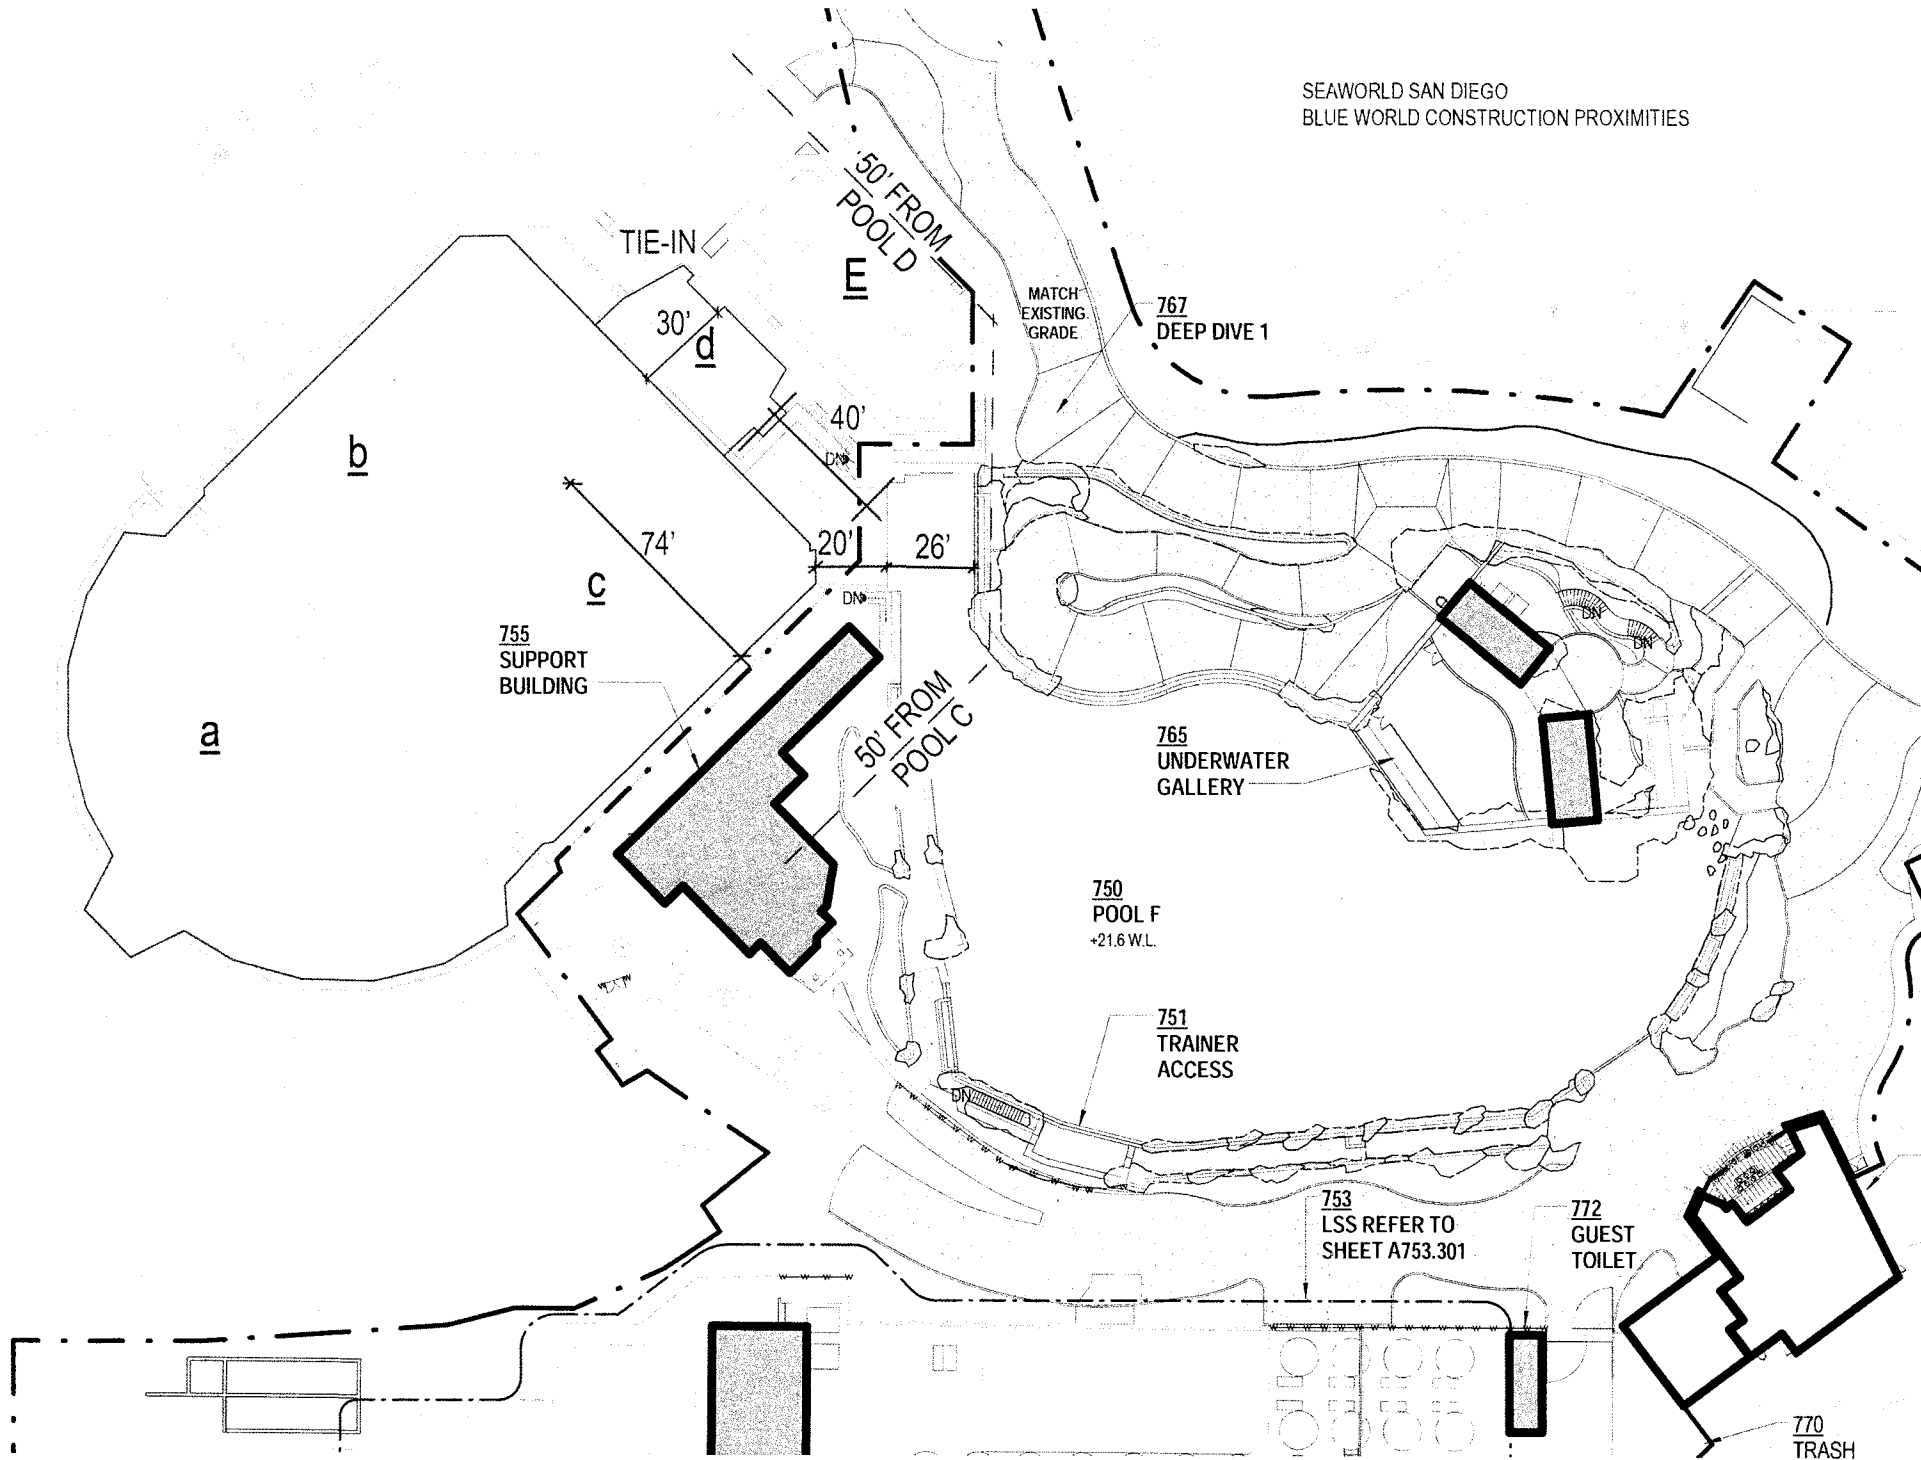 SEAWORLD SAN DIEGO
BLUE WORLD CONSTRUCTION PROXIMITIES
50' FROM
POOL D
TIE-IN
E
MATCH
EXISTING
GRADE
767
DEEP DIVE 1
30'
d
40'
DN
b
74'
20'
26'
c
DN
755
SUPPORT
BUILDING
DN
DN
a
50' FROM
POOL C
765
UNDERWATER
GALLERY
750
POOL F
+21.6 W.L.
751
TRAINER
ACCESS
DN
753
LSS REFER TO
SHEET A753.301
772
GUEST
TOILET
770
TRASH